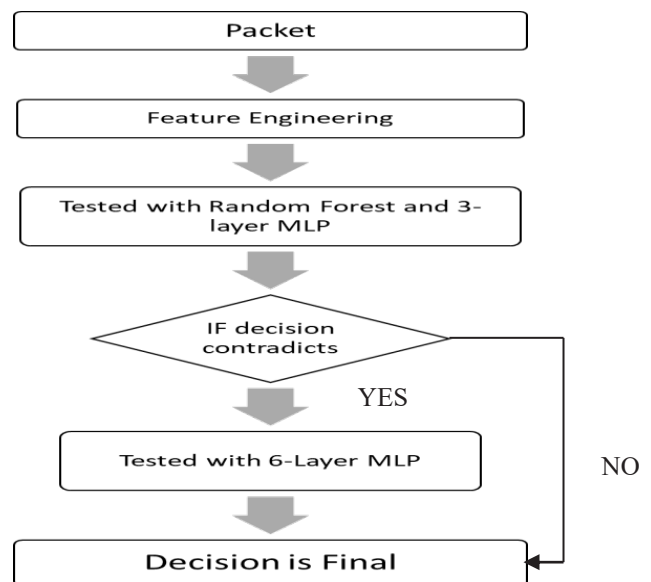 Packet
Feature Engineering
Tested with Random Forest and 3-
layer MLP
IF decision
contradicts
YES
Tested with 6-Layer MLP
NO
Decision is Final